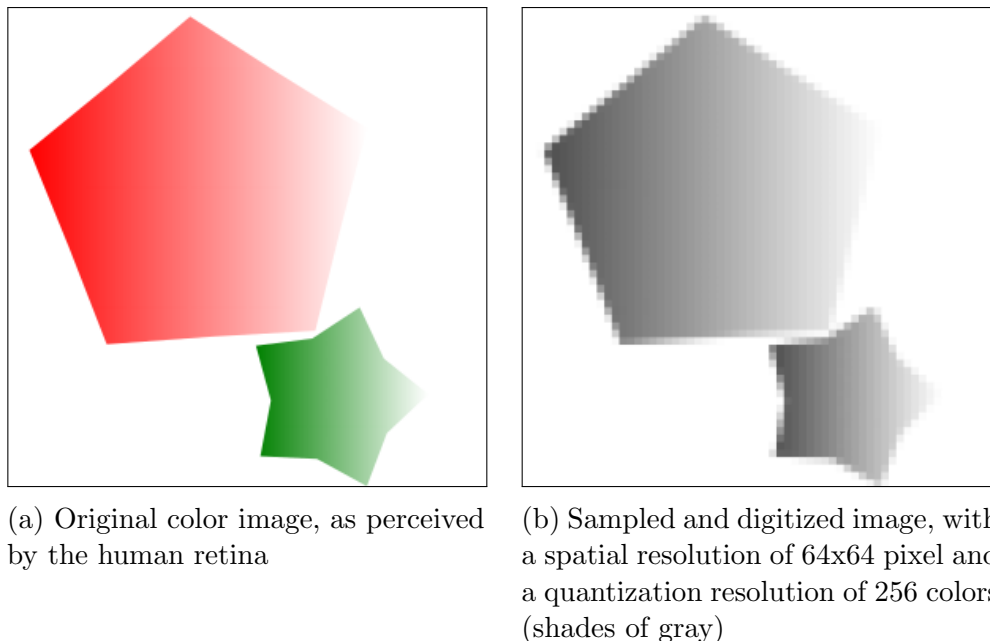 (a) Original color image, as perceived
by the human retina
(b) Sampled and digitized image, with
a spatial resolution of 64x64 pixel and
a quantization resolution of 256 colors
(shades of gray)